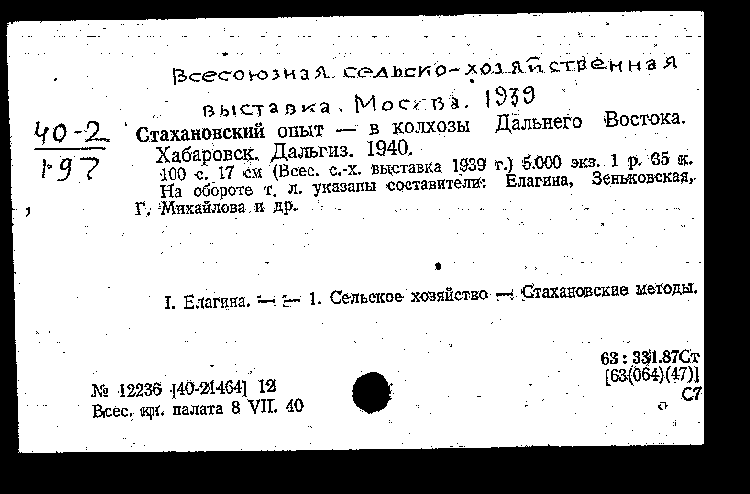 Всесоюзная сельско-хозяйственная
выставка. Москва. 1939
40-2
197
Стахановский опыт — в колхозы Дальнего Востока.
Хабаровск. Дальгиз. 1940.
100 с. 17 см (Всес. с.-х. выставка 1939 г.) 5.000 экз. 1 р. 65 к.
На обороте т. л. указаны составители: Елагина, Зеньковская,
Г. Михайлова и др.
I. Елагина. — — 1. Сельское хозяйство — Стахановские методы.
63 : 331.87Ст
[63(064)(47)]
С7
№ 12236 [40-21464] 12
Всес. кн. палата 8 VII. 40